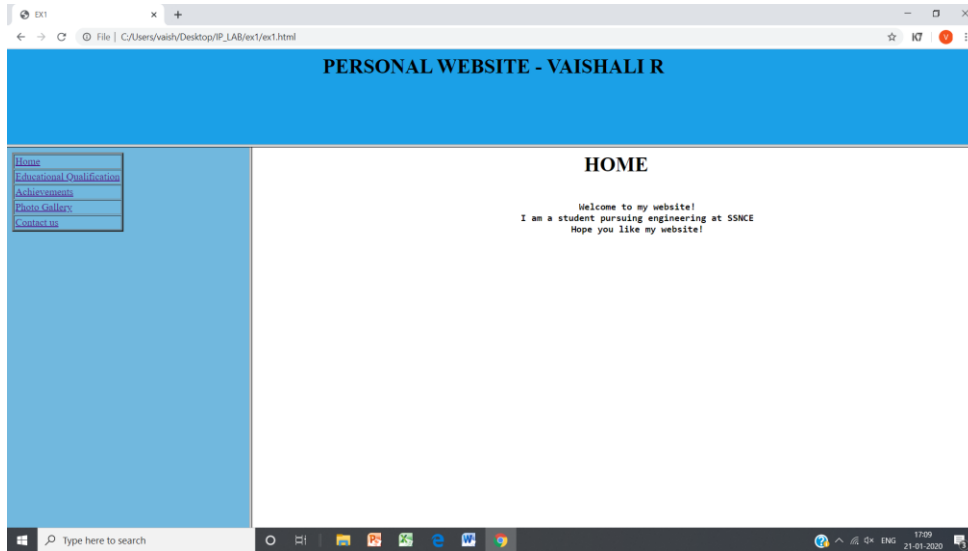 EX1
File | C:/Users/vaish/Desktop/IP_LAB/ex1/ex1.html
K7
V
PERSONAL WEBSITE - VAISHALI R
Home
Educational Qualification
Achievements
Photo Gallery
Contact us
HOME
Welcome to my website!
I am a student pursuing engineering at SSNCE
Hope you like my website!
Type here to search
ENG
17:09
21-01-2020